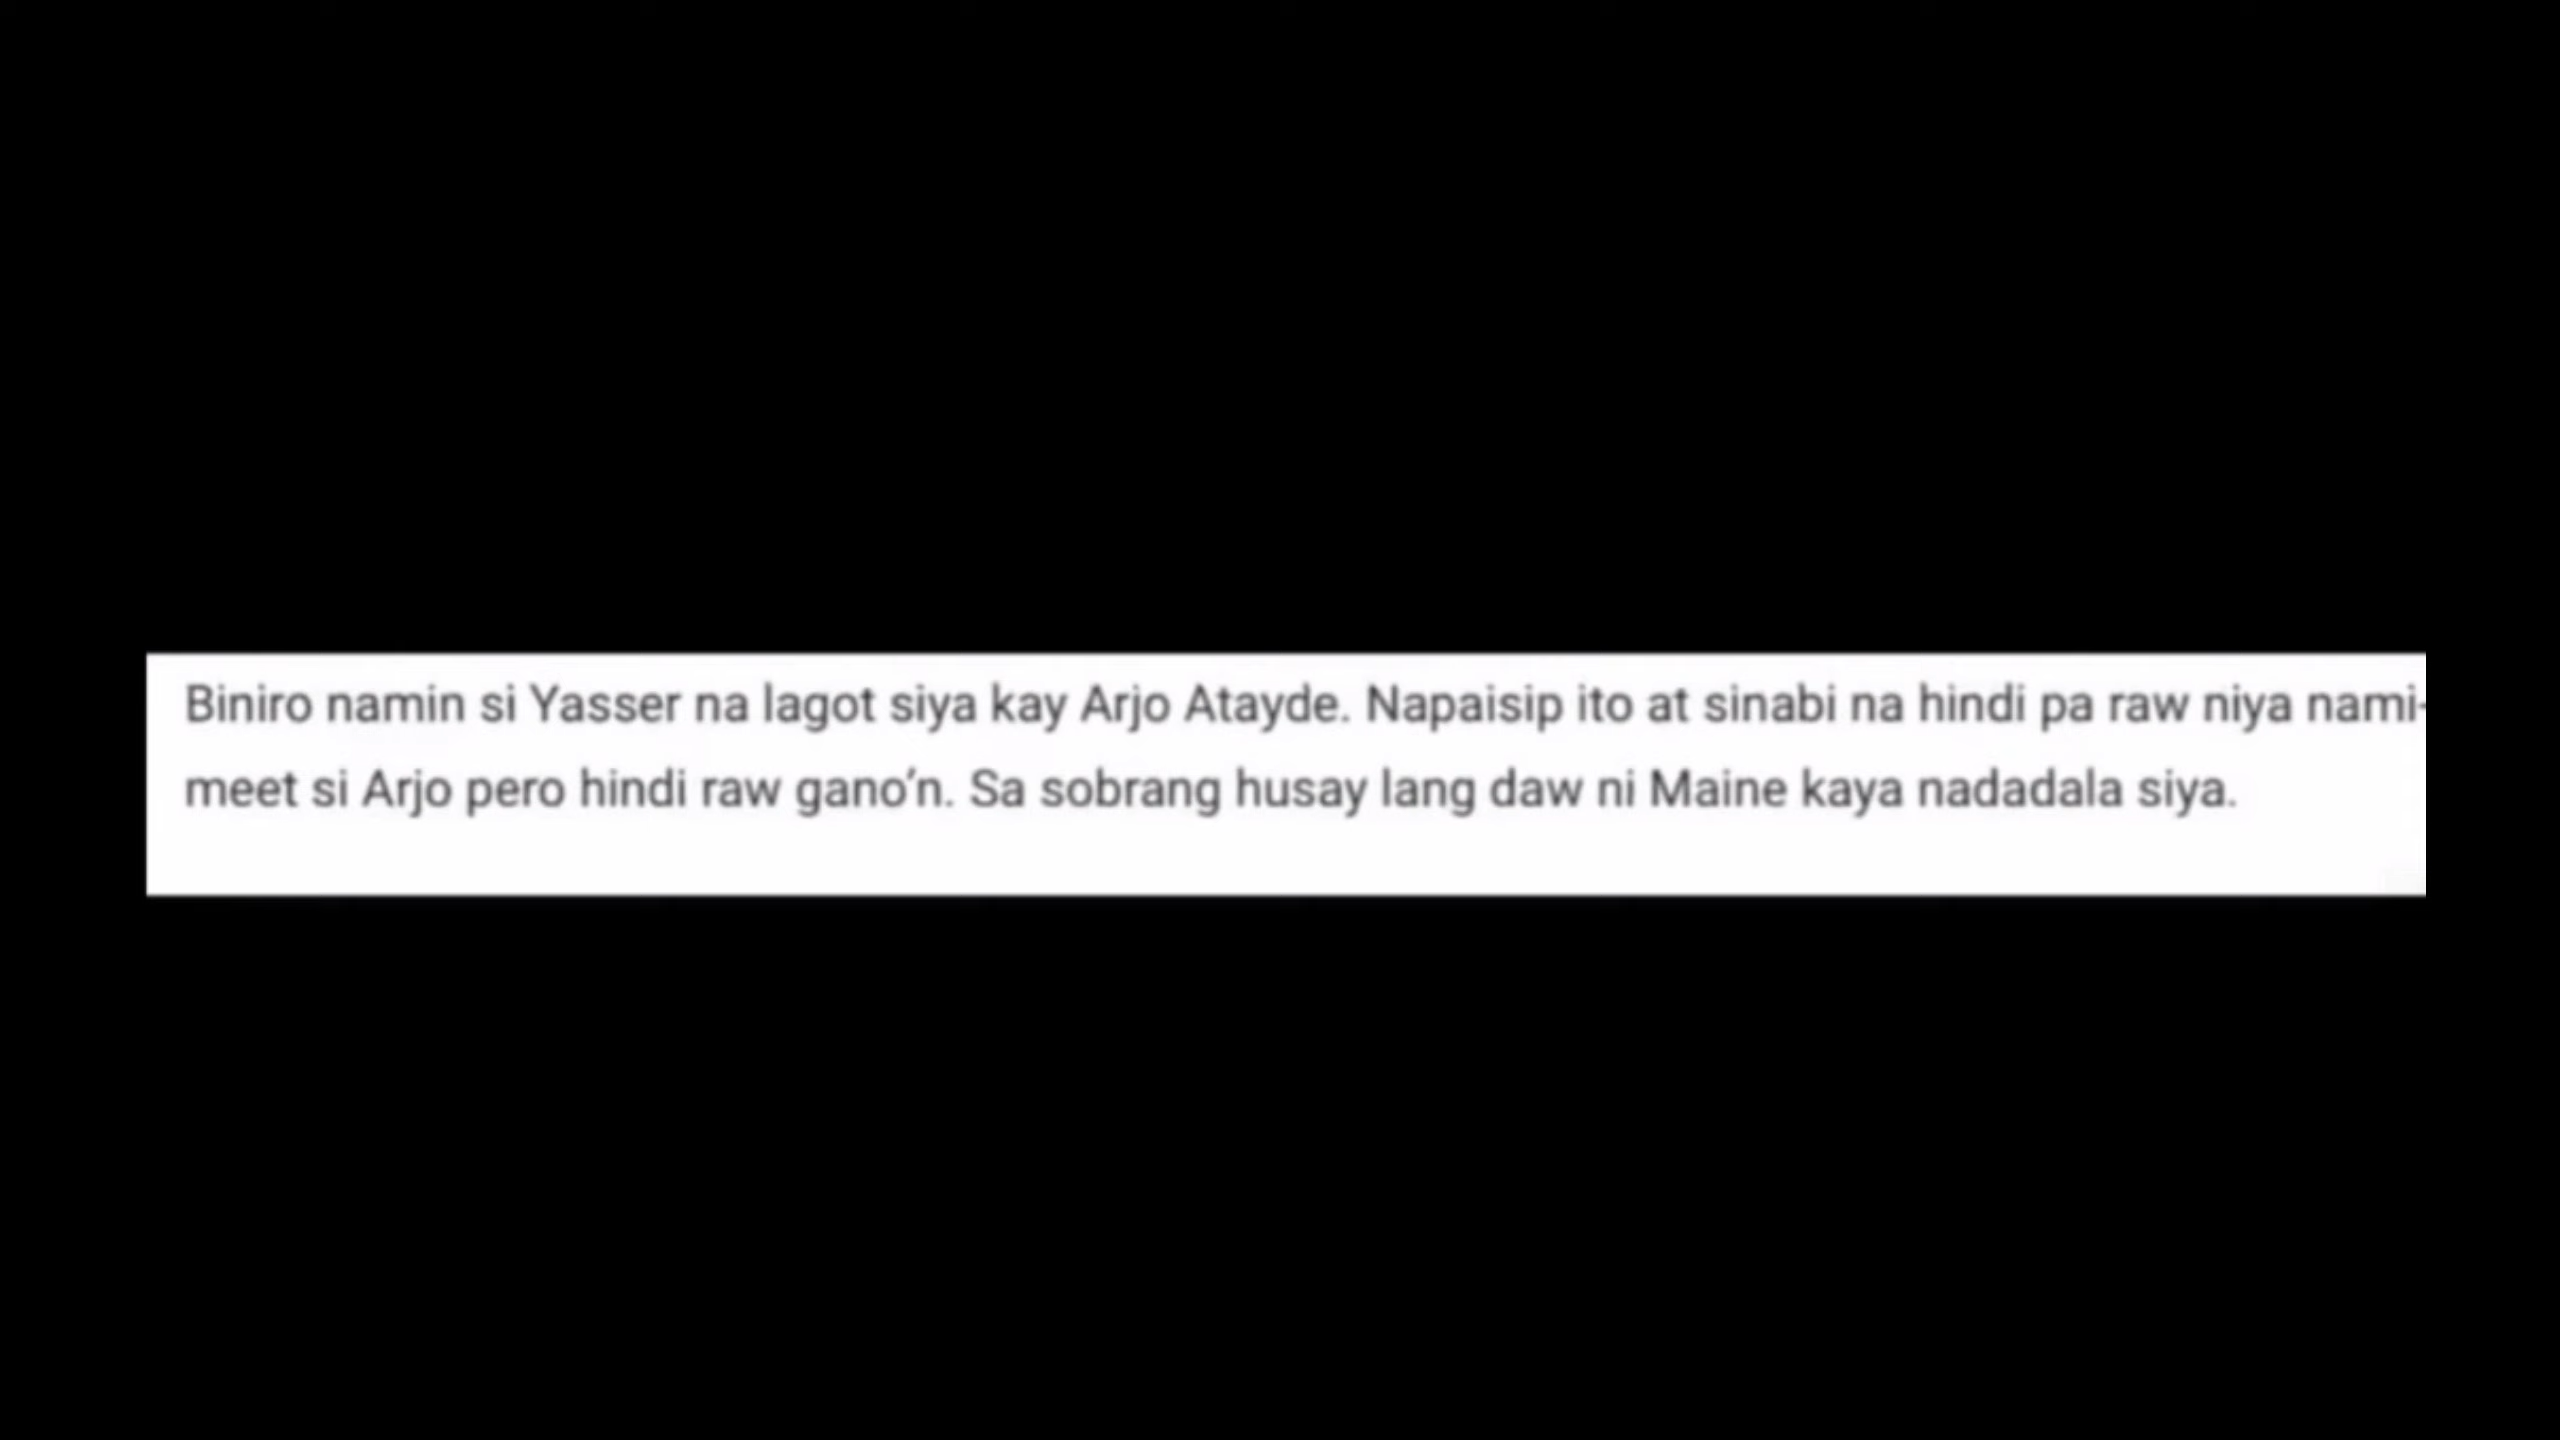 Biniro namin si Yasser na lagot siya kay Arjo Atayde. Napaisip ito at sinabi na hindi pa raw niya nami-
meet si Arjo pero hindi raw gano’n. Sa sobrang husay lang daw ni Maine kaya nadadala siya.